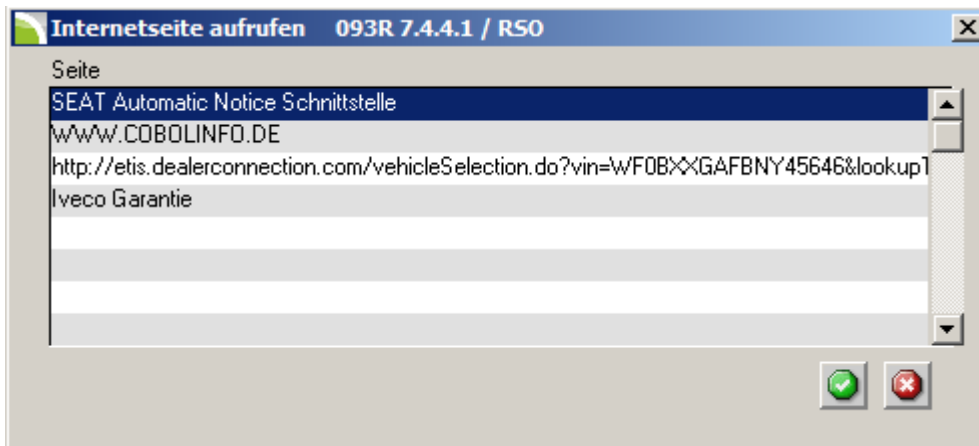 Internetseite aufrufen 093R 7.4.4.1 / RSO
Seite
SEAT Automatic Notice Schnittstelle
WWW.COBOLINFO.DE
http://etis.dealerconnection.com/vehicleSelection.do?vin=WF0BXXGAFBNY45646&lookupT
Iveco Garantie